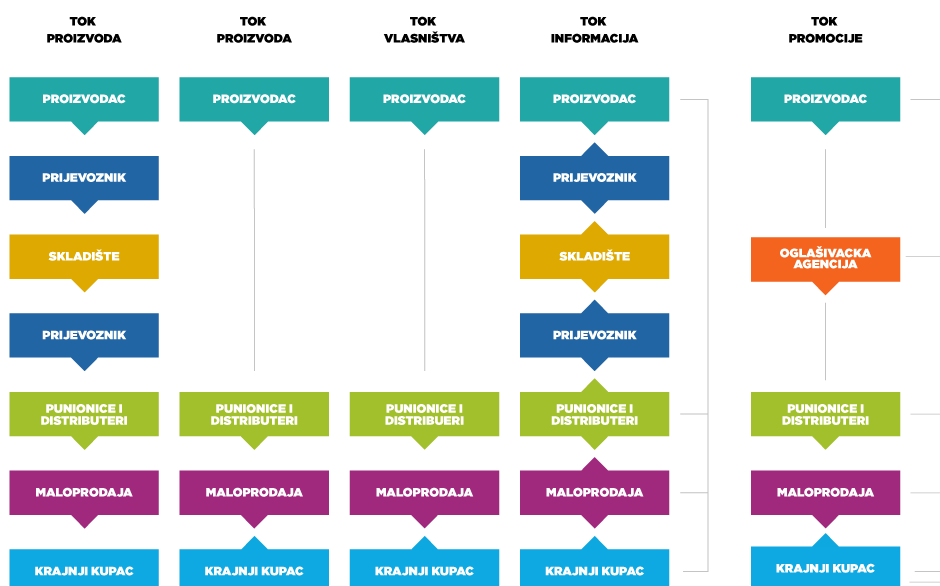 TOK
PROIZVODA
TOK
PROIZVODA
TOK
VLASNIŠTVA
TOK
INFORMACIJA
TOK
PROMOCIJE
PROIZVODAC
PROIZVODAC
PROIZVODAC
PROIZVODAC
PROIZVODAC
PRIJEVOZNIK
PRIJEVOZNIK
SKLADIŠTE
SKLADIŠTE
OGLAŠIVACKA
AGENCIJA
PRIJEVOZNIK
PRIJEVOZNIK
PUNIONICE I
DISTRIBUTERI
PUNIONICE I
DISTRIBUTERI
PUNIONICE I
DISTRIBUERI
PUNIONICE I
DISTRIBUTERI
PUNIONICE I
DISTRIBUTERI
MALOPRODAJA
MALOPRODAJA
MALOPRODAJA
MALOPRODAJA
MALOPRODAJA
KRAJNJI KUPAC
KRAJNJI KUPAC
KRAJNJI KUPAC
KRAJNJI KUPAC
KRAJNJI KUPAC